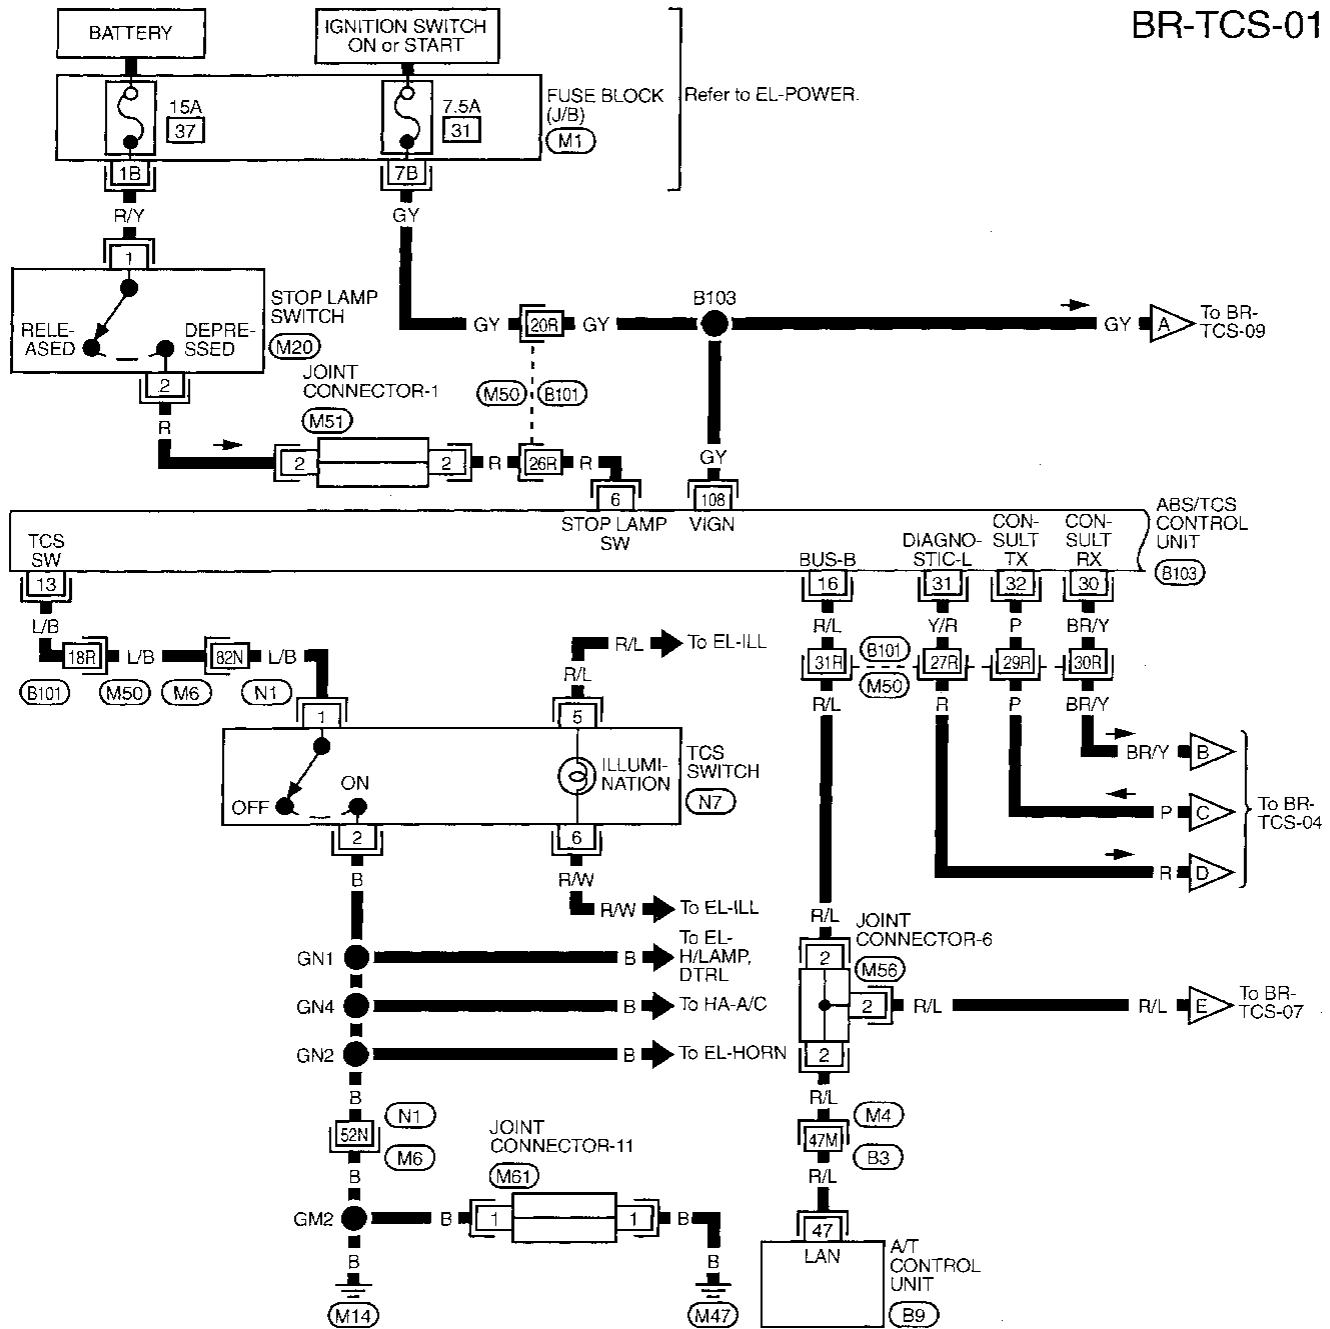 BR-TCS-01
BATTERY
IGNITION SWITCH
ON or START
15A
37
7.5A
31
FUSE BLOCK
(J/B)
M1
Refer to EL-POWER.
1B
7B
R/Y
GY
1
STOP LAMP
SWITCH
M20
RELE-
ASED
DEPRE-
SSED
2
R
JOINT
CONNECTOR-1
M51
2
2
R
26R
R
GY
20R
GY
M50
B101
B103
GY
A
To BR-
TCS-09
GY
6
108
STOP LAMP
SW
VIGN
ABS/TCS
CONTROL
UNIT
B103
TCS
SW
BUS-B
DIAGNO-
STIC-L
CON-
SULT
TX
CON-
SULT
RX
13
16
31
32
30
L/B
R/L
Y/R
P
BR/Y
18R
L/B
82N
L/B
B101
M50
M6
N1
R/L
To EL-ILL
R/L
31R
B101
M50
27R
29R
30R
R/L
R
P
BR/Y
1
5
TCS
SWITCH
N7
ILLUMI-
NATION
OFF
ON
2
6
BR/Y
B
P
C
R
D
To BR-
TCS-04
B
R/W
R/W
To EL-ILL
GN1
B
To EL-
H/LAMP,
DTRL
GN4
B
To HA-A/C
GN2
B
To EL-HORN
R/L
JOINT
CONNECTOR-6
M56
2
2
R/L
R/L
E
To BR-
TCS-07
2
B
N1
52N
M6
B
R/L
M4
47M
B3
R/L
JOINT
CONNECTOR-11
M61
GM2
B
1
1
B
B
M14
B
M47
47
LAN
A/T
CONTROL
UNIT
B9